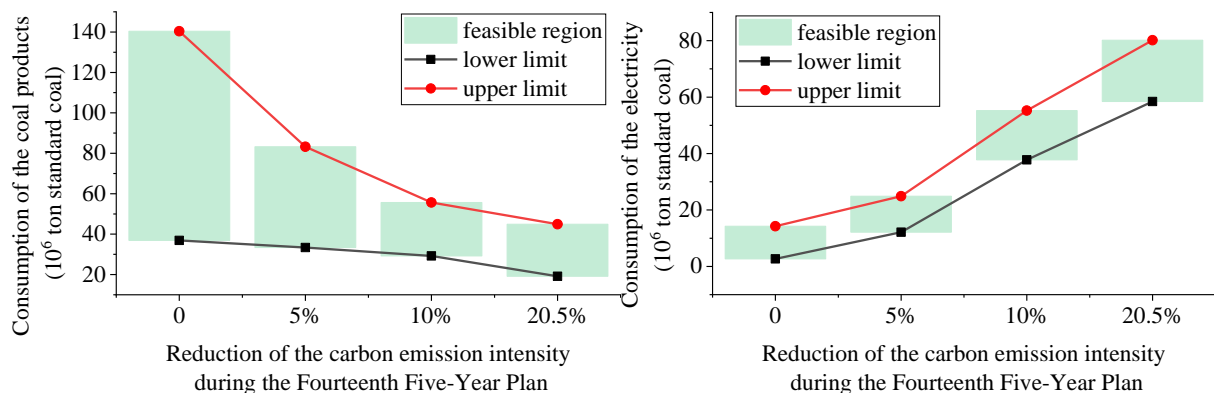 Consumption of the coal products
(10⁶ ton standard coal)
140
120
100
80
60
40
20
feasible region
lower limit
upper limit
0
5%
10%
20.5%
Reduction of the carbon emission intensity
during the Fourteenth Five-Year Plan
Consumption of the electricity
(10⁶ ton standard coal)
80
60
40
20
0
feasible region
lower limit
upper limit
0
5%
10%
20.5%
Reduction of the carbon emission intensity
during the Fourteenth Five-Year Plan